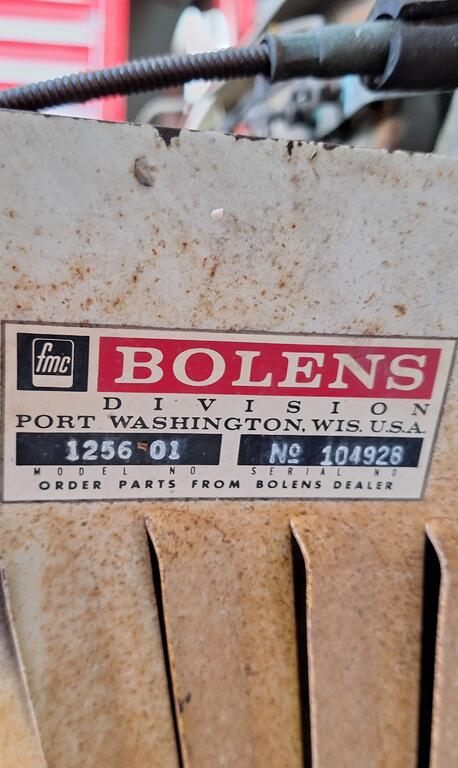 fmc
BOLENS
DIVISION
PORT WASHINGTON, WIS. U.S.A.
1256-01 Nº 104928
MODEL NO. SERIAL NO
ORDER PARTS FROM BOLENS DEALER